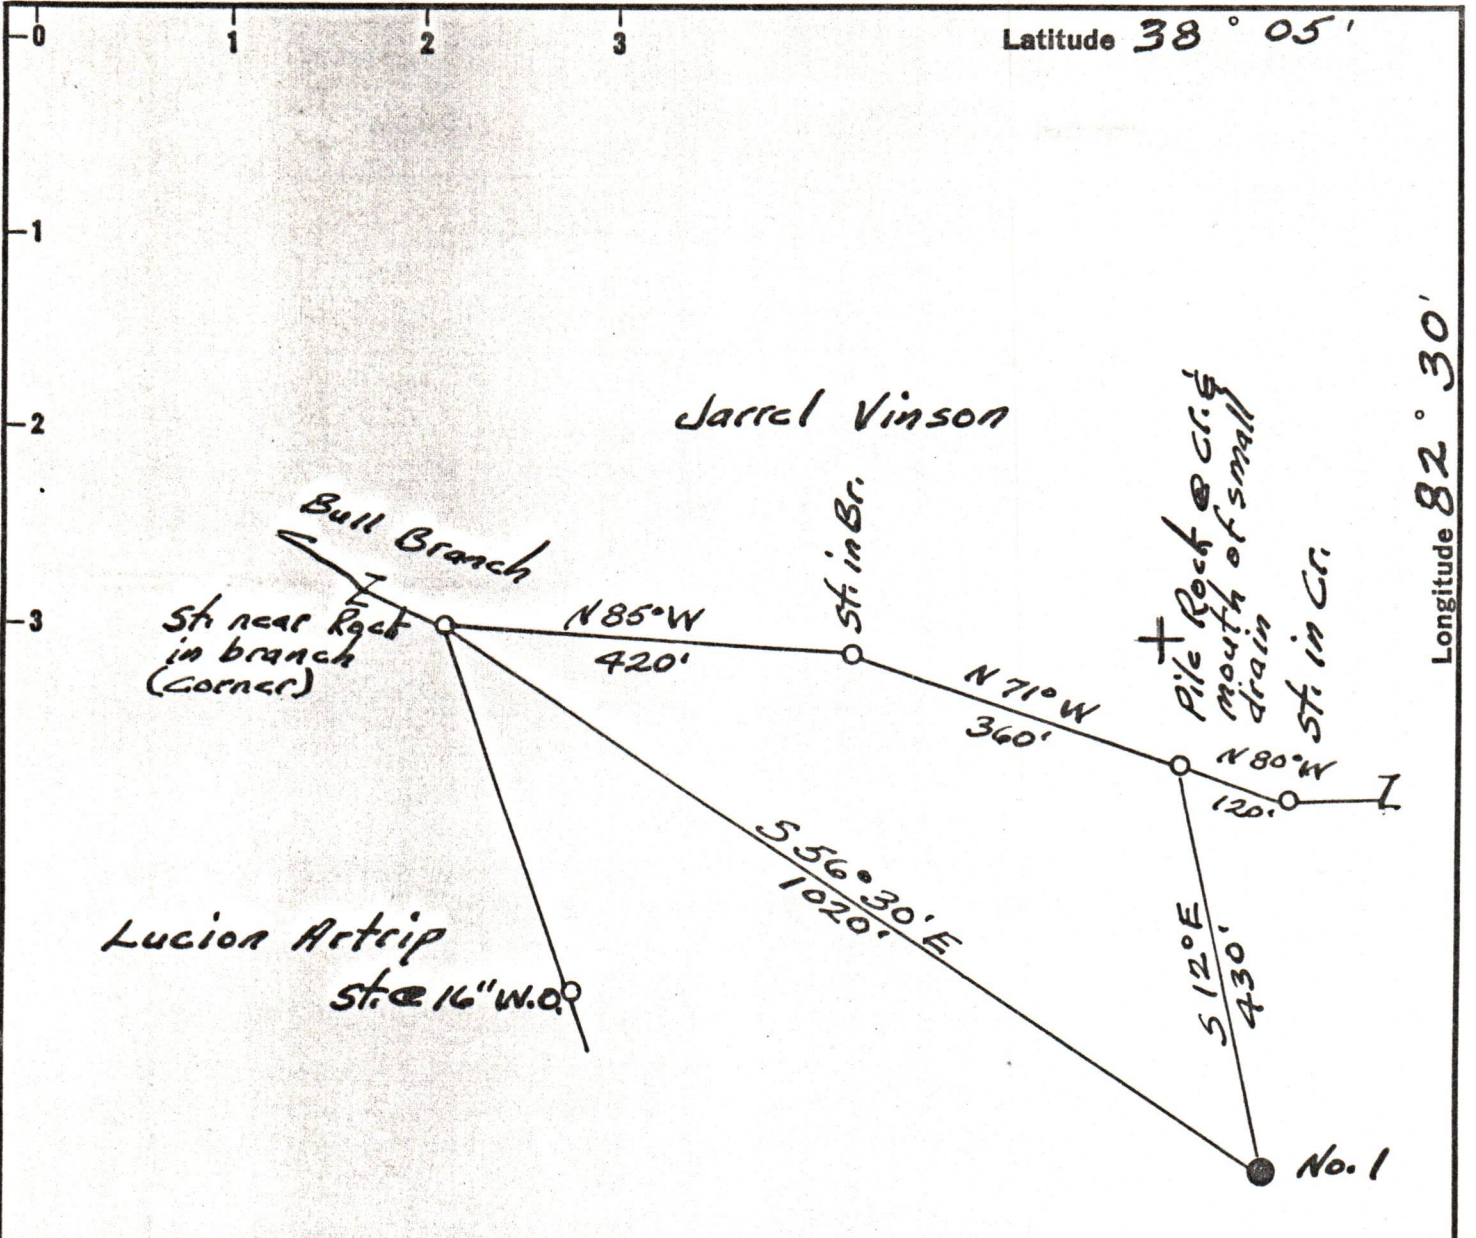 0
1
2
3
Latitude 38° 05'
1
2
3
Longitude 82° 30'
Jarrel Vinson
Bull Branch
St. near Rock
in branch
(corner)
N 85° W
420'
St. in Br.
N 71° W
360'
Pile Rock @ cr. &
mouth of small
drain
St. in Cr.
N 80° W
120'
S 56° 30' E
1020'
S 12° E
430'
Lucion Artrip
St. @ 16" W.O.
No. 1